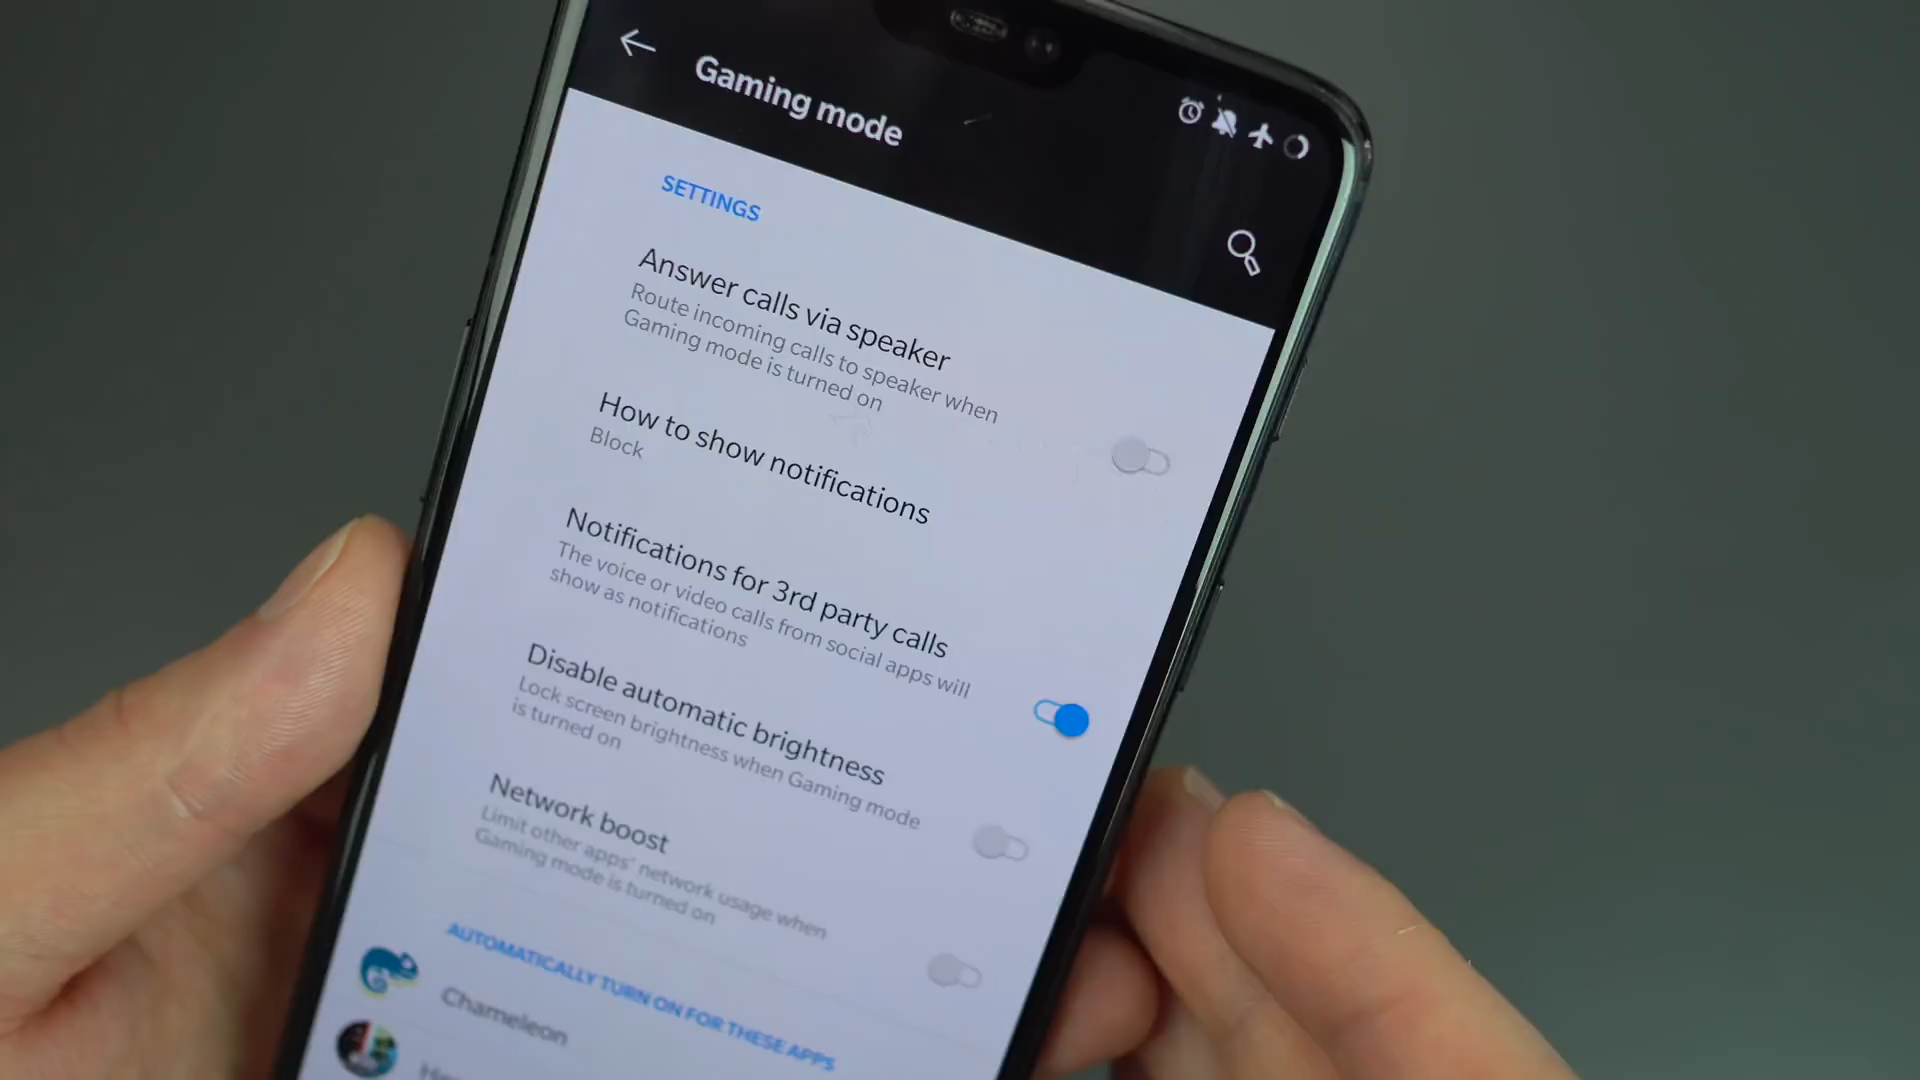 Gaming mode
SETTINGS
Answer calls via speaker
Route incoming calls to speaker when
Gaming mode is turned on
How to show notifications
Block
Notifications for 3rd party calls
The voice or video calls from social apps will
show as notifications
Disable automatic brightness
Lock screen brightness when Gaming mode
is turned on
Network boost
Limit other apps' network usage when
Gaming mode is turned on
AUTOMATICALLY TURN ON FOR THESE APPS
Chameleon